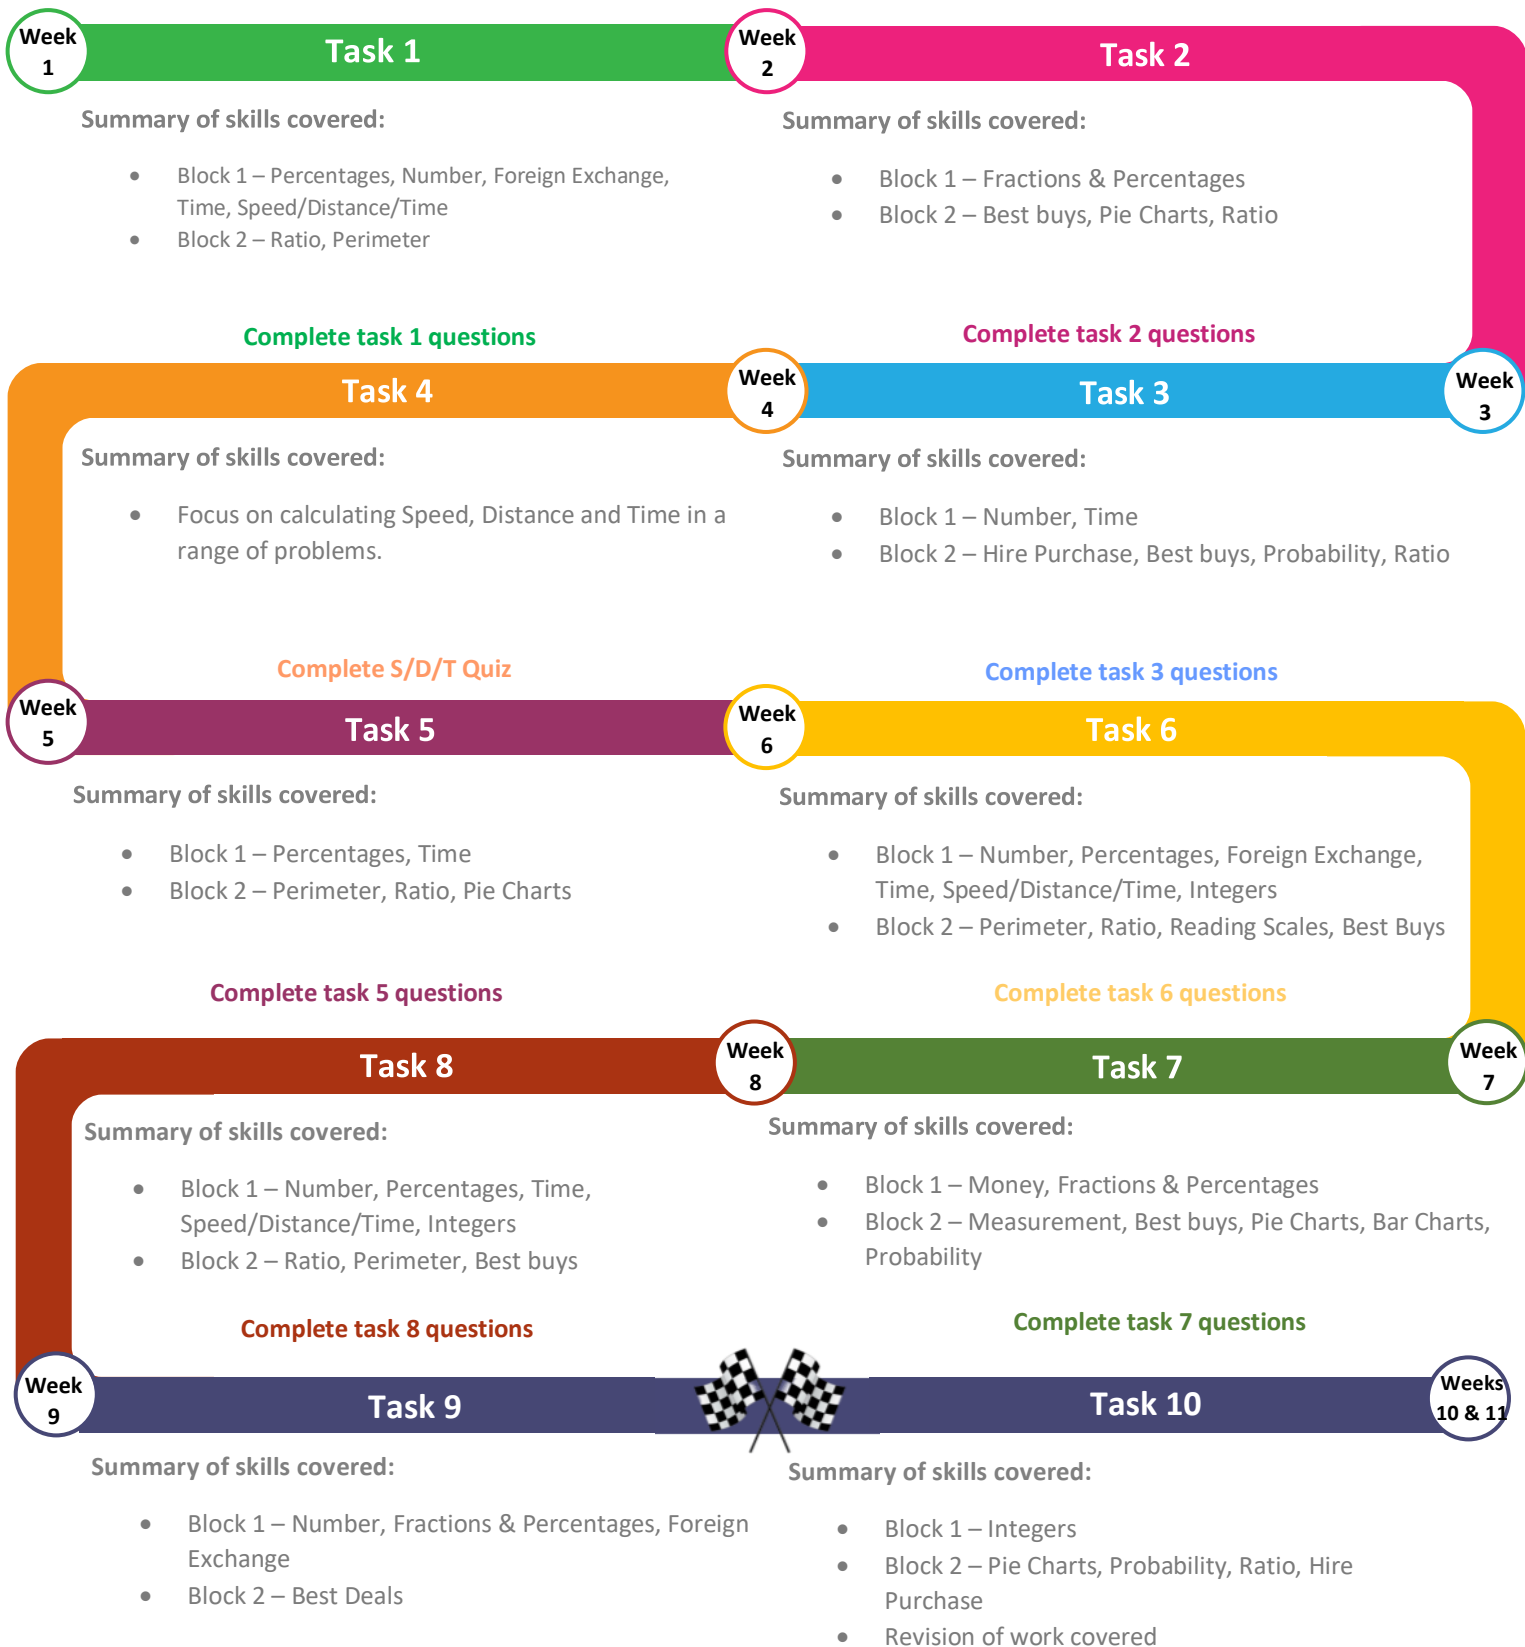 Week
1
Task 1
Summary of skills covered:
• Block 1 – Percentages, Number, Foreign Exchange,
Time, Speed/Distance/Time
• Block 2 – Ratio, Perimeter
Complete task 1 questions
Week
2
Task 2
Summary of skills covered:
• Block 1 – Fractions & Percentages
• Block 2 – Best buys, Pie Charts, Ratio
Complete task 2 questions
Week
3
Task 3
Summary of skills covered:
• Block 1 – Number, Time
• Block 2 – Hire Purchase, Best buys, Probability, Ratio
Complete task 3 questions
Week
4
Task 4
Summary of skills covered:
• Focus on calculating Speed, Distance and Time in a
range of problems.
Complete S/D/T Quiz
Week
5
Task 5
Summary of skills covered:
• Block 1 – Percentages, Time
• Block 2 – Perimeter, Ratio, Pie Charts
Complete task 5 questions
Week
6
Task 6
Summary of skills covered:
• Block 1 – Number, Percentages, Foreign Exchange,
Time, Speed/Distance/Time, Integers
• Block 2 – Perimeter, Ratio, Reading Scales, Best Buys
Complete task 6 questions
Week
7
Task 7
Summary of skills covered:
• Block 1 – Money, Fractions & Percentages
• Block 2 – Measurement, Best buys, Pie Charts, Bar Charts,
Probability
Complete task 7 questions
Week
8
Task 8
Summary of skills covered:
• Block 1 – Number, Percentages, Time,
Speed/Distance/Time, Integers
• Block 2 – Ratio, Perimeter, Best buys
Complete task 8 questions
Week
9
Task 9
Summary of skills covered:
• Block 1 – Number, Fractions & Percentages, Foreign
Exchange
• Block 2 – Best Deals
Weeks
10 & 11
Task 10
Summary of skills covered:
• Block 1 – Integers
• Block 2 – Pie Charts, Probability, Ratio, Hire
Purchase
• Revision of work covered